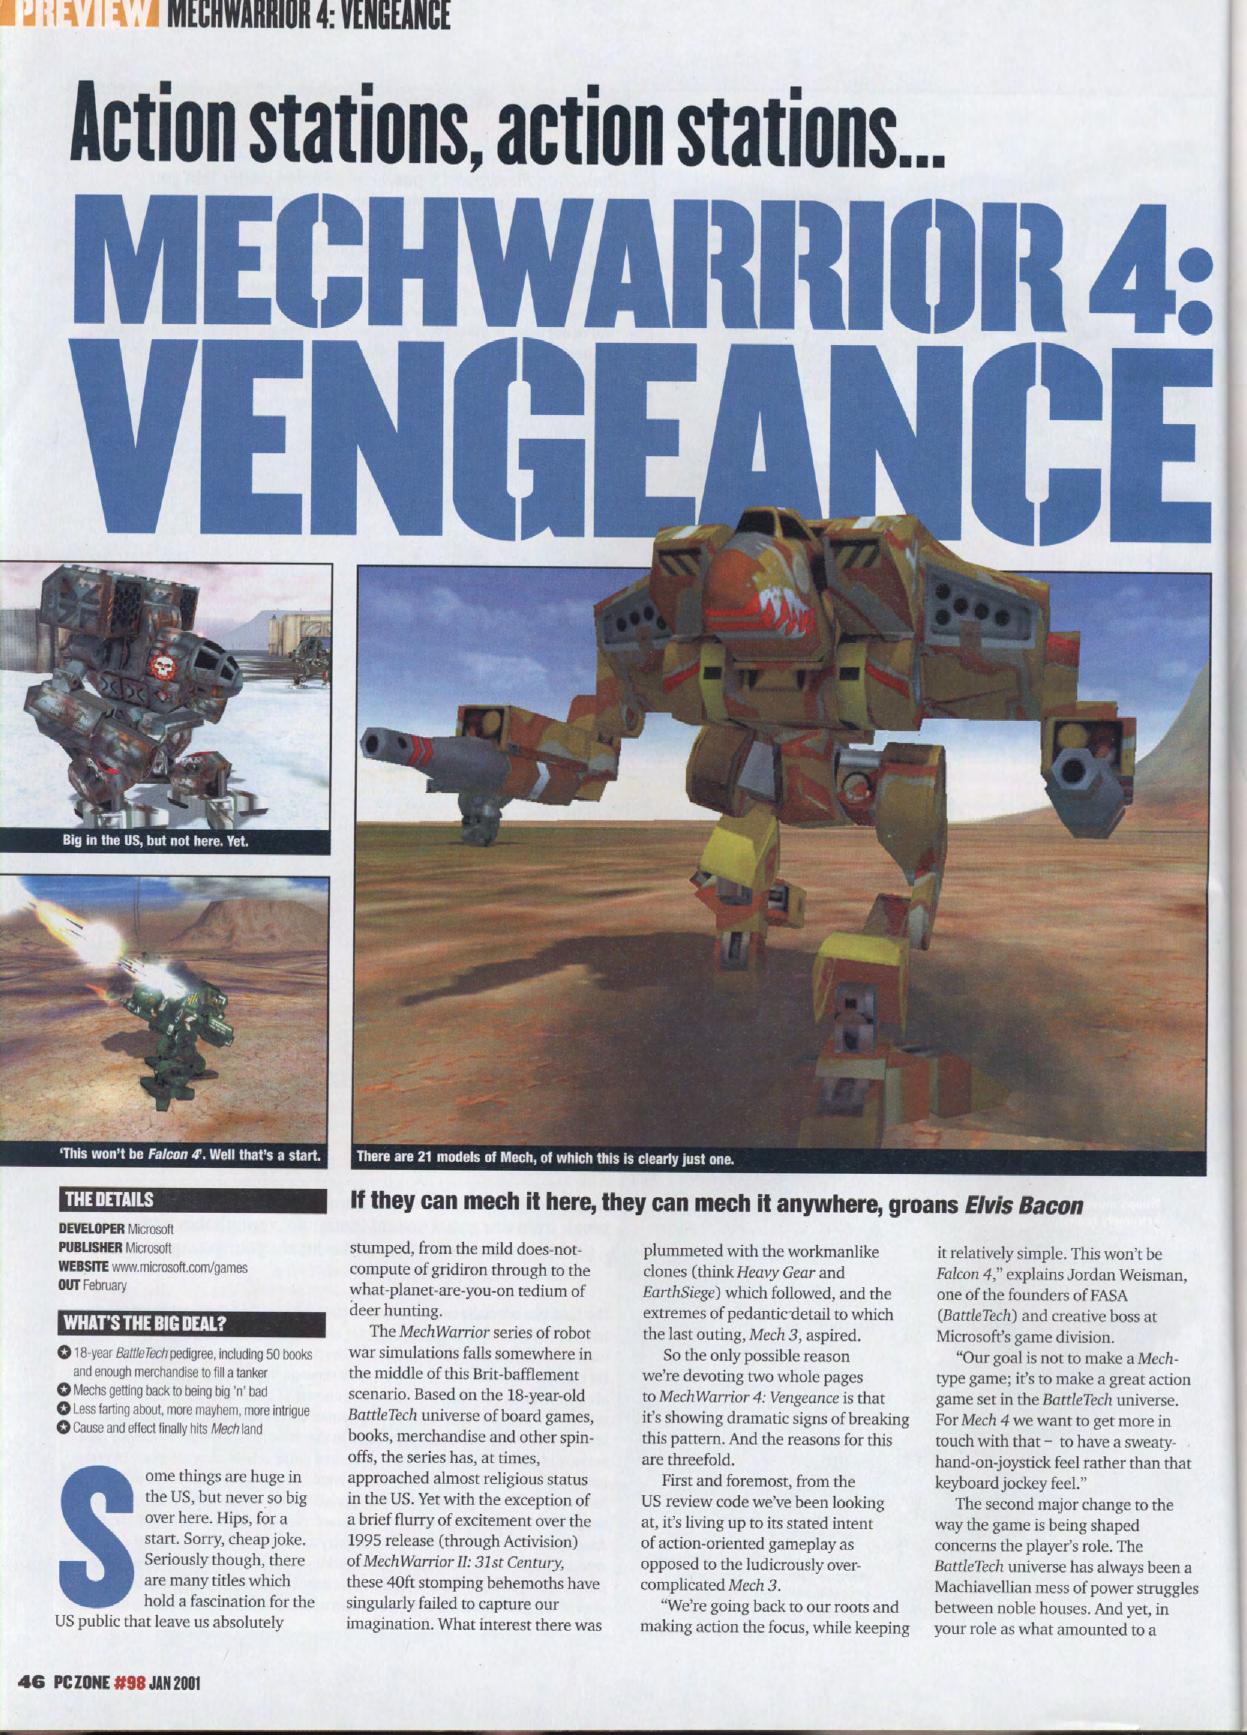 PREVIEW MECHWARRIOR 4: VENGEANCE
Action stations, action stations...
MECHWARRIOR 4:
VENGEANCE
Big in the US, but not here. Yet.
'This won't be Falcon 4'. Well that's a start.
There are 21 models of Mech, of which this is clearly just one.
THE DETAILS
DEVELOPER Microsoft
PUBLISHER Microsoft
WEBSITE www.microsoft.com/games
OUT February
WHAT'S THE BIG DEAL?
18-year BattleTech pedigree, including 50 books
and enough merchandise to fill a tanker
Mechs getting back to being big 'n' bad
Less farting about, more mayhem, more intrigue
Cause and effect finally hits Mech land
If they can mech it here, they can mech it anywhere, groans Elvis Bacon
Some things are huge in
the US, but never so big
over here. Hips, for a
start. Sorry, cheap joke.
Seriously though, there
are many titles which
hold a fascination for the
US public that leave us absolutely
stumped, from the mild does-not-
compute of gridiron through to the
what-planet-are-you-on tedium of
deer hunting.
The MechWarrior series of robot
war simulations falls somewhere in
the middle of this Brit-bafflement
scenario. Based on the 18-year-old
BattleTech universe of board games,
books, merchandise and other spin-
offs, the series has, at times,
approached almost religious status
in the US. Yet with the exception of
a brief flurry of excitement over the
1995 release (through Activision)
of MechWarrior II: 31st Century,
these 40ft stomping behemoths have
singularly failed to capture our
imagination. What interest there was
plummeted with the workmanlike
clones (think Heavy Gear and
EarthSiege) which followed, and the
extremes of pedantic detail to which
the last outing, Mech 3, aspired.
So the only possible reason
we're devoting two whole pages
to MechWarrior 4: Vengeance is that
it's showing dramatic signs of breaking
this pattern. And the reasons for this
are threefold.
First and foremost, from the
US review code we've been looking
at, it's living up to its stated intent
of action-oriented gameplay as
opposed to the ludicrously over-
complicated Mech 3.
"We're going back to our roots and
making action the focus, while keeping
it relatively simple. This won't be
Falcon 4," explains Jordan Weisman,
one of the founders of FASA
(BattleTech) and creative boss at
Microsoft's game division.
"Our goal is not to make a Mech-
type game; it's to make a great action
game set in the BattleTech universe.
For Mech 4 we want to get more in
touch with that – to have a sweaty-
hand-on-joystick feel rather than that
keyboard jockey feel."
The second major change to the
way the game is being shaped
concerns the player's role. The
BattleTech universe has always been a
Machiavellian mess of power struggles
between noble houses. And yet, in
your role as what amounted to a
46 PCZONE #98 JAN 2001